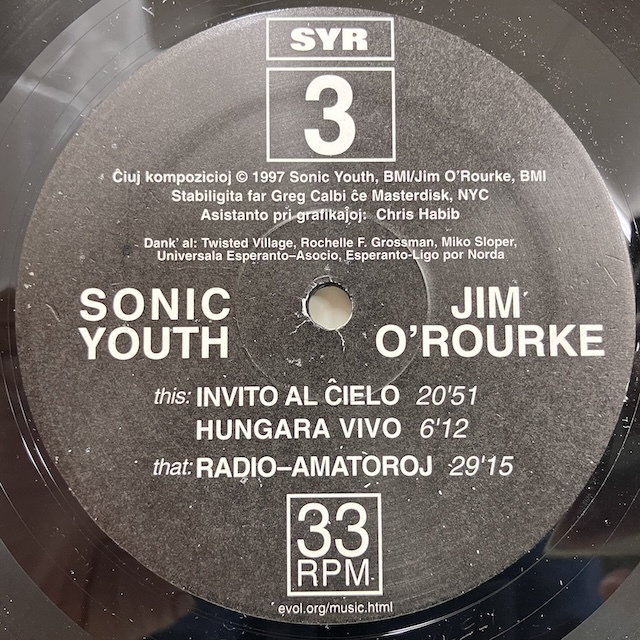 SYR
3
Ĉiuj kompozicioj © 1997 Sonic Youth, BMI/Jim O'Rourke, BMI
Stabiligita far Greg Calbi ĉe Masterdisk, NYC
Asistanto pri grafikaĵoj: Chris Habib
Dank' al: Twisted Village, Rochelle F. Grossman, Miko Sloper,
Universala Esperanto–Asocio, Esperanto-Ligo por Norda
SONIC YOUTH
JIM O'ROURKE
this: INVITO AL ĈIELO 20'51
HUNGARA VIVO 6'12
that: RADIO–AMATOROJ 29'15
33
RPM
evol.org/music.html